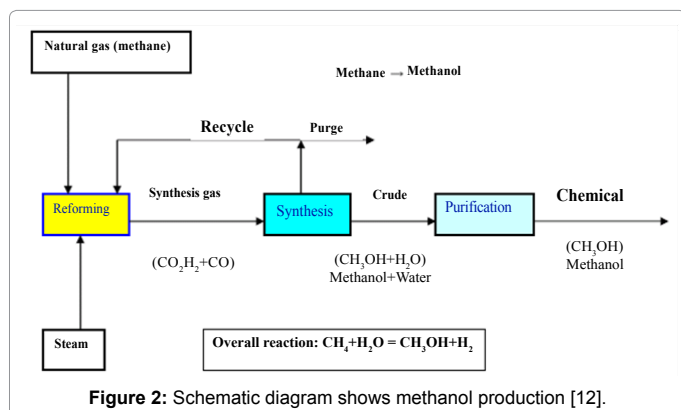 Natural gas (methane)
Methane → Methanol
Recycle
Purge
Reforming
Synthesis gas
Synthesis
Crude
Purification
Chemical
(CO₂H₂+CO)
(CH₃OH+H₂O)
Methanol+Water
(CH₃OH)
Methanol
Steam
Overall reaction: CH₄+H₂O = CH₃OH+H₂
Figure 2: Schematic diagram shows methanol production [12].